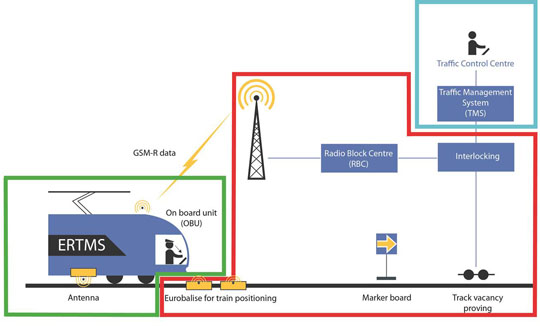 Traffic Control Centre
Traffic Management
System
(TMS)
GSM-R data
Radio Block Centre
(RBC)
Interlocking
On board unit
(OBU)
ERTMS
Antenna
Eurobalise for train positioning
Marker board
Track vacancy
proving